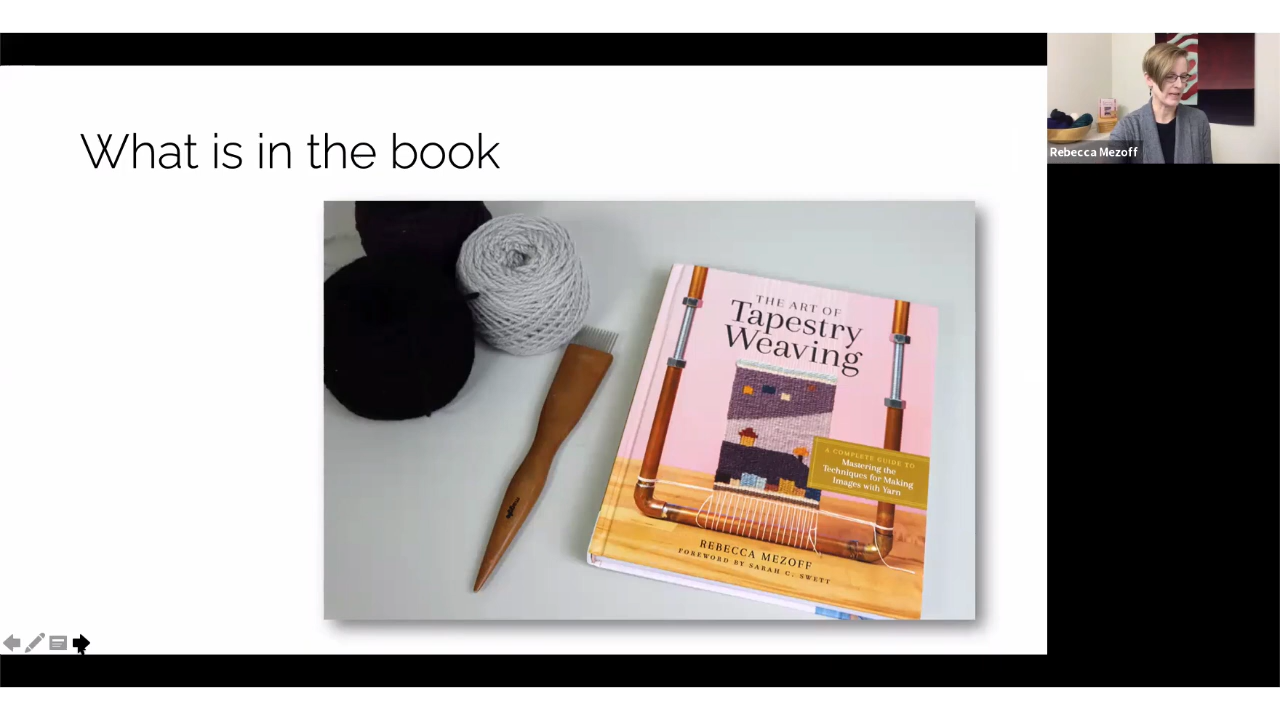 What is in the book
Rebecca Mezoff
THE ART OF
Tapestry
Weaving
A COMPLETE GUIDE TO
Mastering the
Techniques for Making
Images with Yarn
REBECCA MEZOFF
FOREWORD BY SARAH C. SWETT